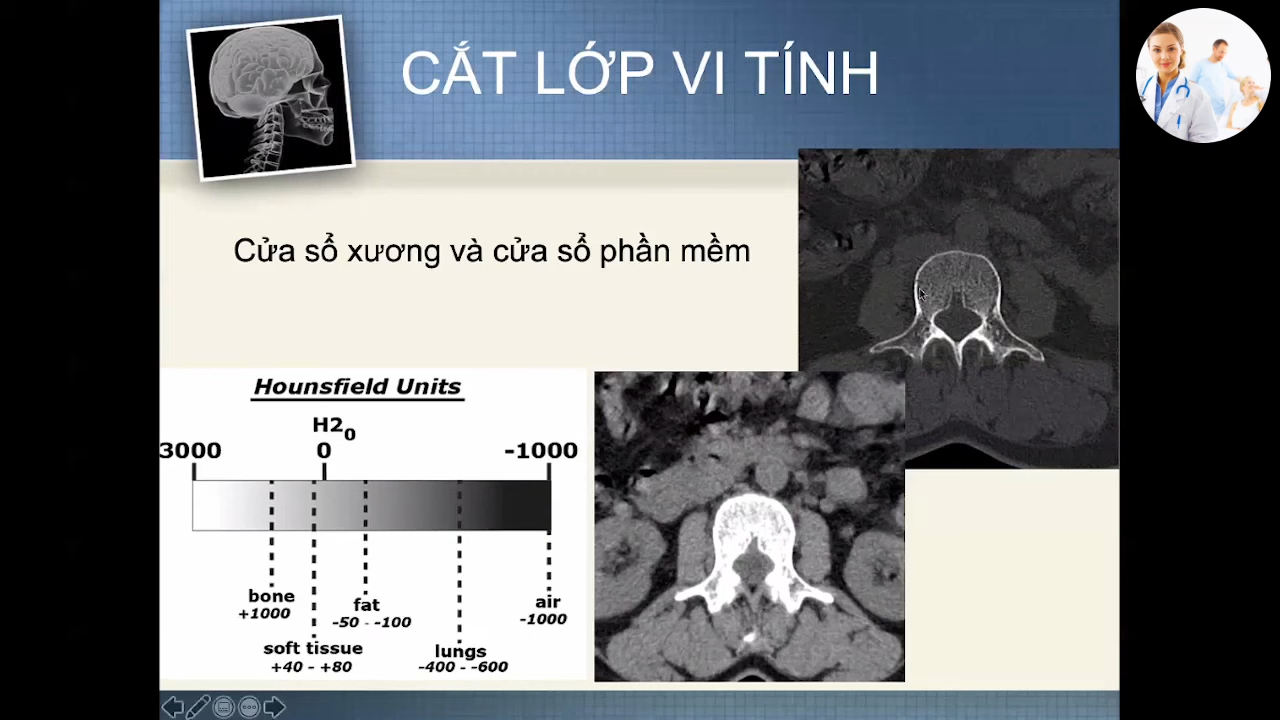 CẮT LỚP VI TÍNH
Cửa sổ xương và cửa sổ phần mềm
Hounsfield Units
H20
3000 0 -1000
bone
+1000
fat
-50 - -100
air
-1000
soft tissue
+40 - +80
lungs
-400 - -600